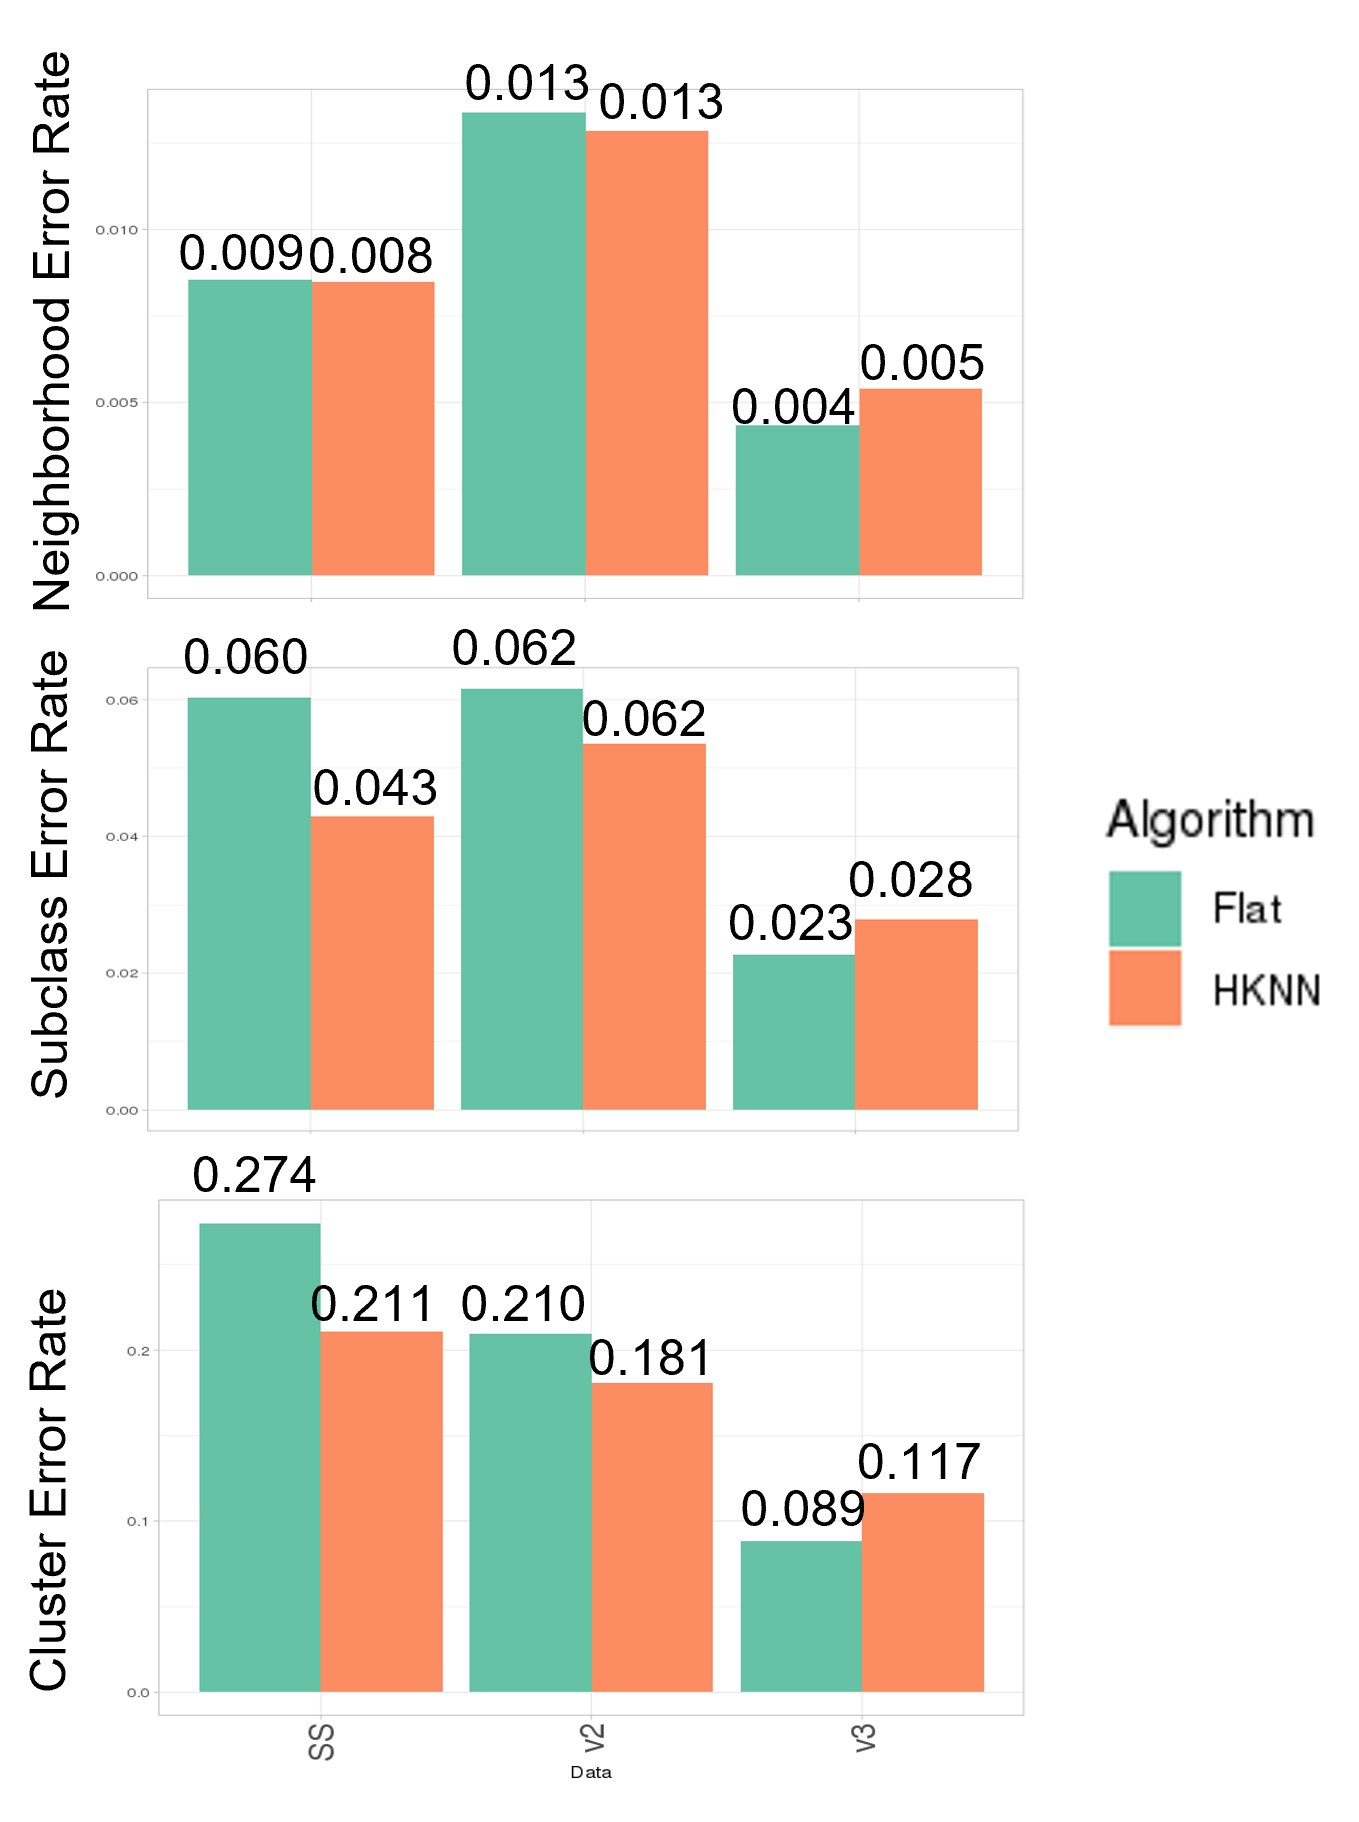 Neighborhood Error Rate
0.013
0.013
0.010
0.009
0.008
0.005
0.005
0.004
0.000
Subclass Error Rate
0.060
0.062
0.06
0.062
0.043
0.04
0.028
0.023
0.02
0.00
Algorithm
Flat
HKNN
Cluster Error Rate
0.274
0.211
0.210
0.2
0.181
0.117
0.089
0.1
0.0
SS
v2
v3
Data